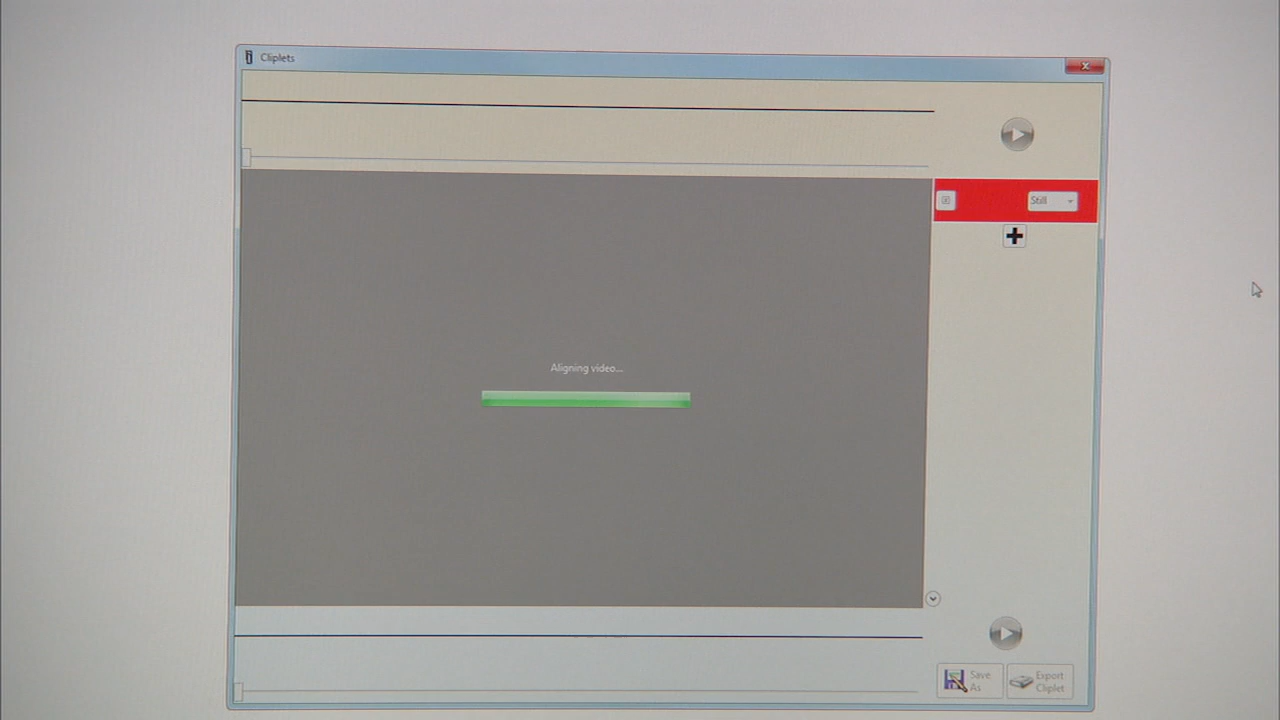 Cliplets
Still
Aligning video...
Save
As
Export
Cliplet